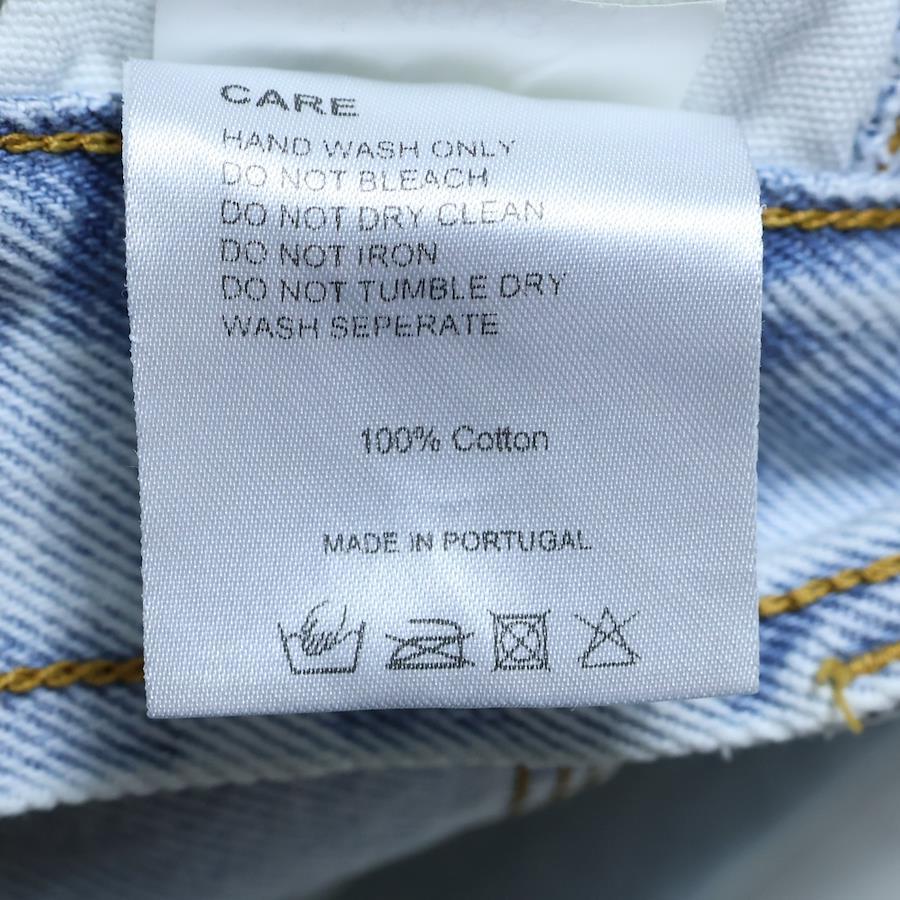 CARE
HAND WASH ONLY
DO NOT BLEACH
DO NOT DRY CLEAN
DO NOT IRON
DO NOT TUMBLE DRY
WASH SEPERATE
100% Cotton
MADE IN PORTUGAL